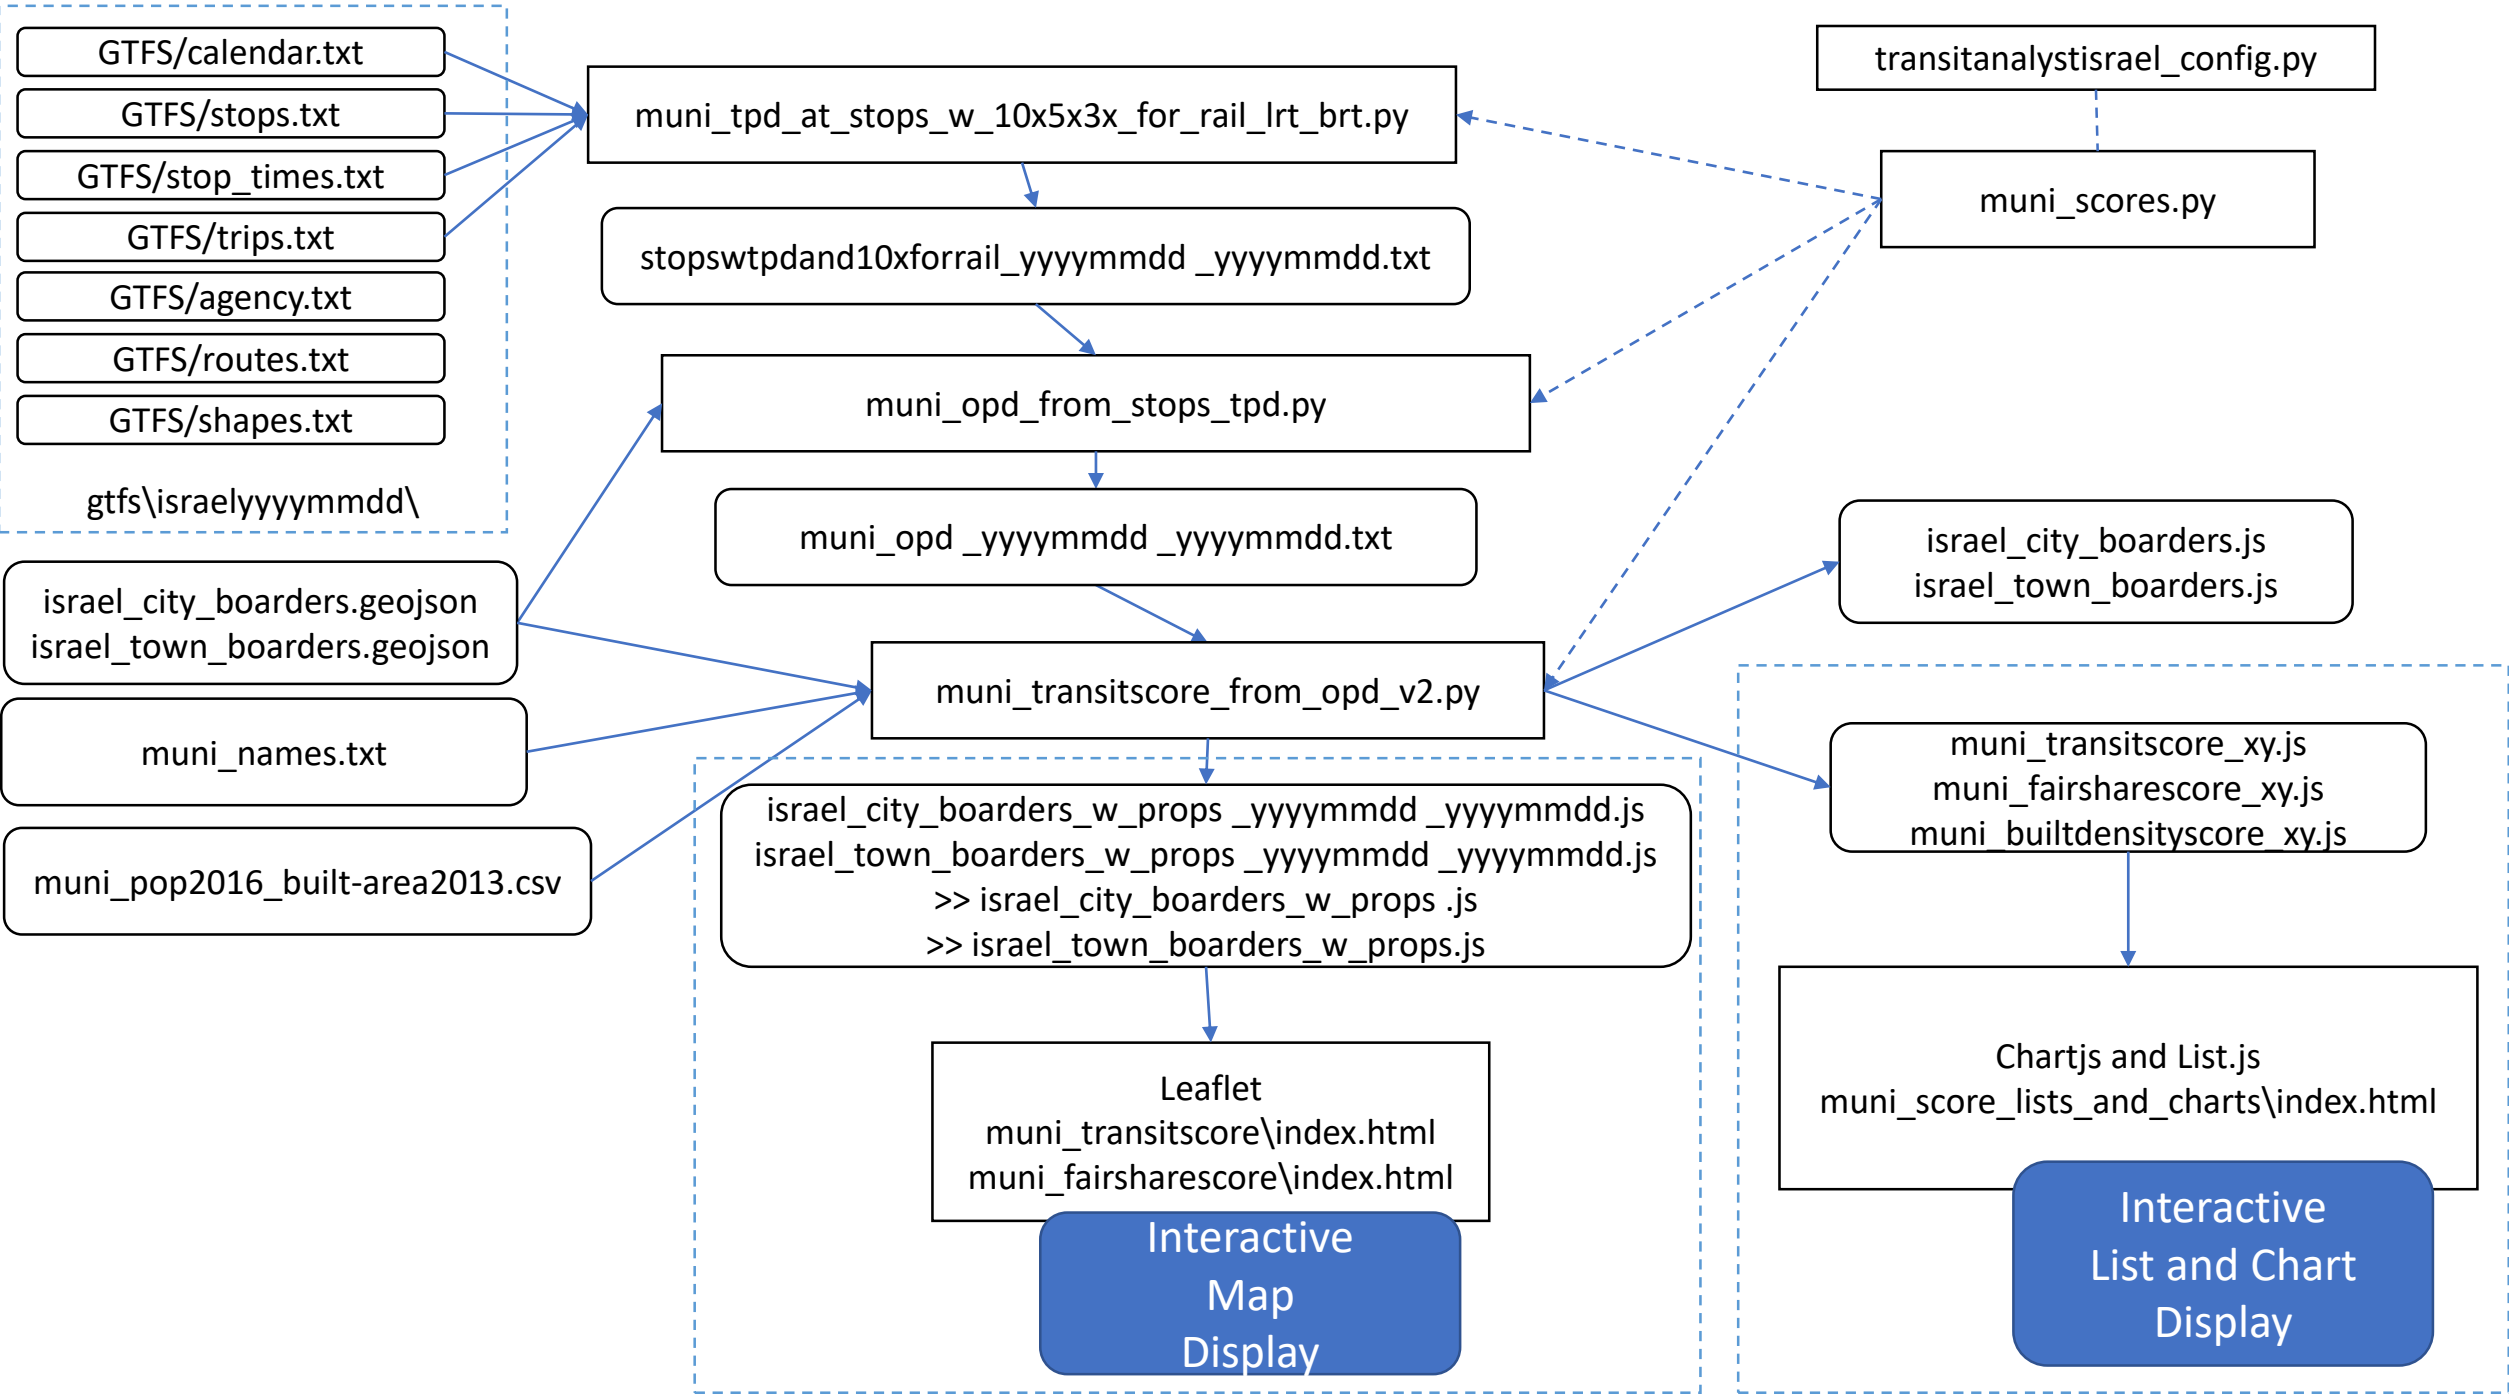 GTFS/calendar.txt
GTFS/stops.txt
GTFS/stop_times.txt
GTFS/trips.txt
GTFS/agency.txt
GTFS/routes.txt
GTFS/shapes.txt
gtfs\israelyyyymmdd\
israel_city_boarders.geojson
israel_town_boarders.geojson
muni_names.txt
muni_pop2016_built-area2013.csv
muni_tpd_at_stops_w_10x5x3x_for_rail_lrt_brt.py
stopswtpdand10xforrail_yyyymmdd _yyyymmdd.txt
muni_opd_from_stops_tpd.py
muni_opd _yyyymmdd _yyyymmdd.txt
muni_transitscore_from_opd_v2.py
israel_city_boarders_w_props _yyyymmdd _yyyymmdd.js
israel_town_boarders_w_props _yyyymmdd _yyyymmdd.js
>> israel_city_boarders_w_props .js
>> israel_town_boarders_w_props.js
Leaflet
muni_transitscore\index.html
muni_fairsharescore\index.html
Interactive
Map
Display
transitanalystisrael_config.py
muni_scores.py
israel_city_boarders.js
israel_town_boarders.js
muni_transitscore_xy.js
muni_fairsharescore_xy.js
muni_builtdensityscore_xy.js
Chartjs and List.js
muni_score_lists_and_charts\index.html
Interactive
List and Chart
Display